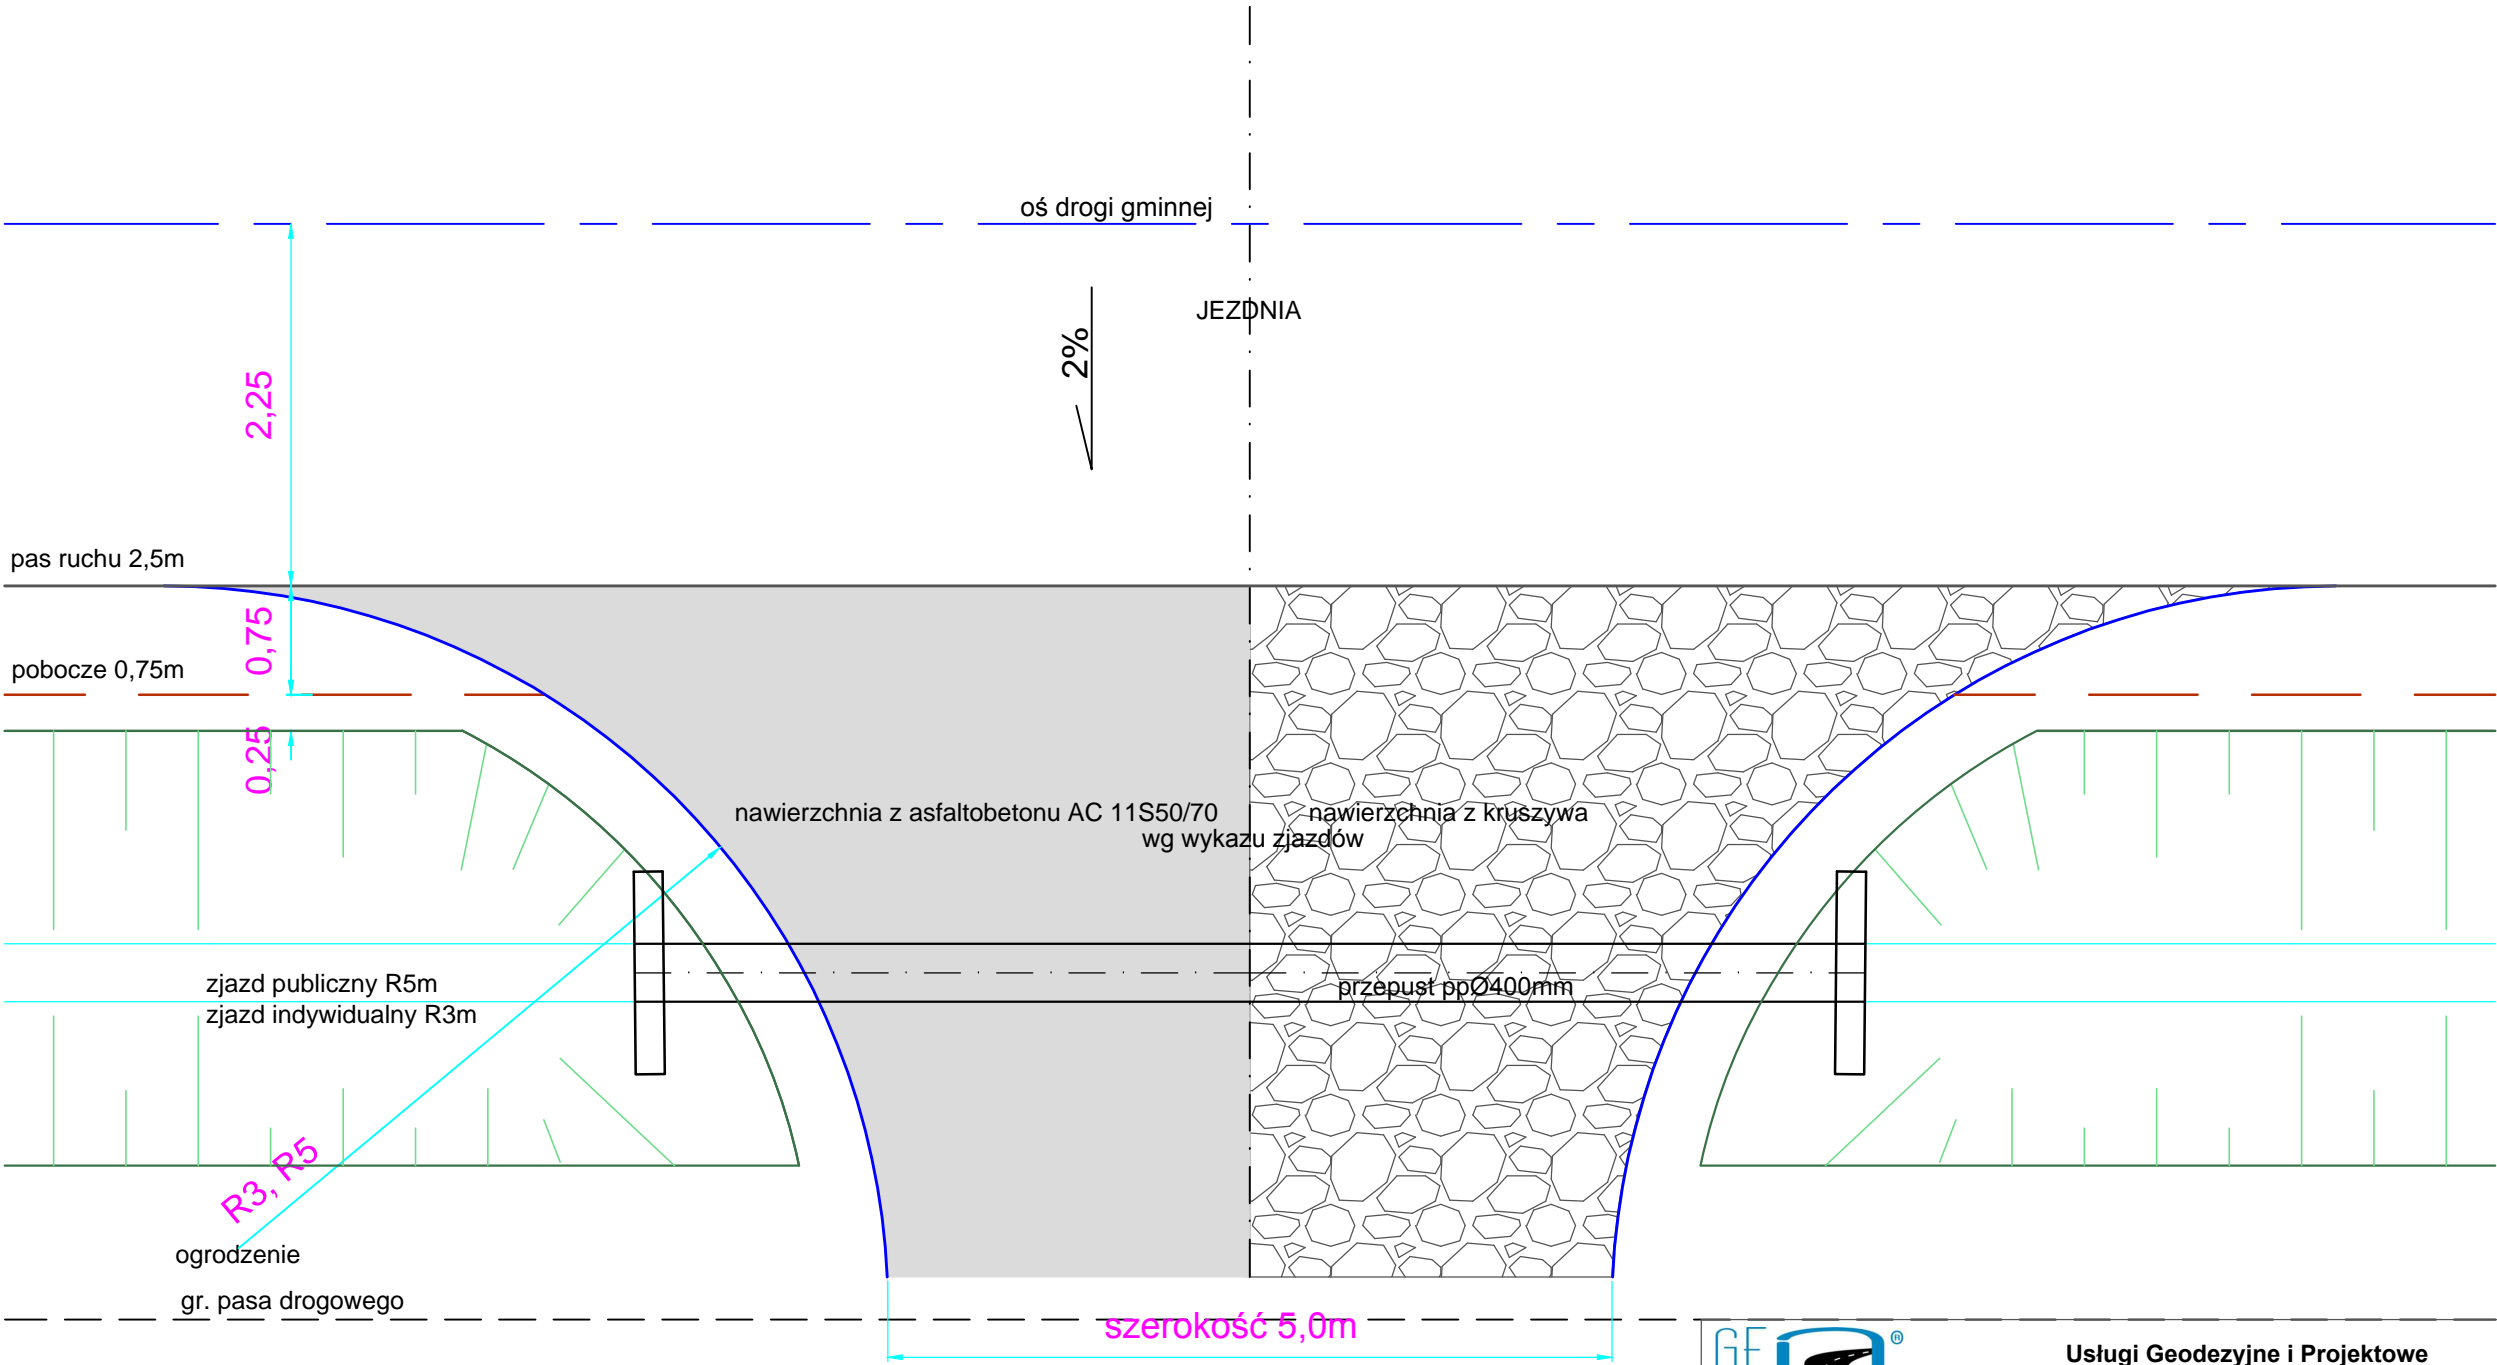 oś drogi gminnej
JEZDNIA
2%
2,25
pas ruchu 2,5m
0,75
pobocze 0,75m
0,25
nawierzchnia z asfaltobetonu AC 11S50/70
nawierzchnia z kruszywa
wg wykazu zjazdów
zjazd publiczny R5m
zjazd indywidualny R3m
przepust ppØ400mm
R3, R5
ogrodzenie
gr. pasa drogowego
szerokość 5,0m
GE
®
Usługi Geodezyjne i Projektowe